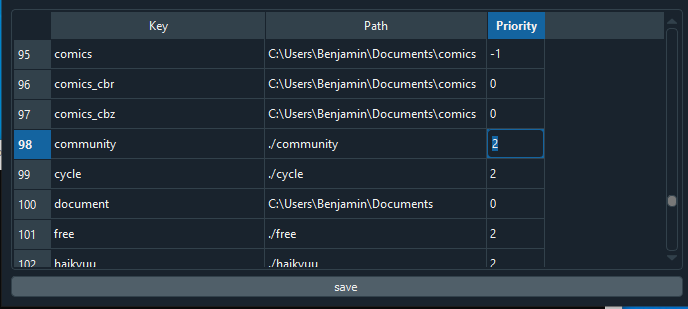 Key Path Priority
95 comics C:\Users\Benjamin\Documents\comics -1
96 comics_cbr C:\Users\Benjamin\Documents\comics 0
97 comics_cbz C:\Users\Benjamin\Documents\comics 0
98 community ./community 2
99 cycle ./cycle 2
100 document C:\Users\Benjamin\Documents 0
101 free ./free 2
102 haikyuu ./haikyuu 2
save